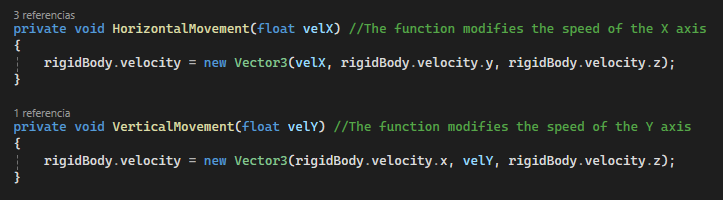 3 referencias
private void HorizontalMovement(float velX) //The function modifies the speed of the X axis
{
rigidBody.velocity = new Vector3(velX, rigidBody.velocity.y, rigidBody.velocity.z);
}
1 referencia
private void VerticalMovement(float velY) //The function modifies the speed of the Y axis
{
rigidBody.velocity = new Vector3(rigidBody.velocity.x, velY, rigidBody.velocity.z);
}